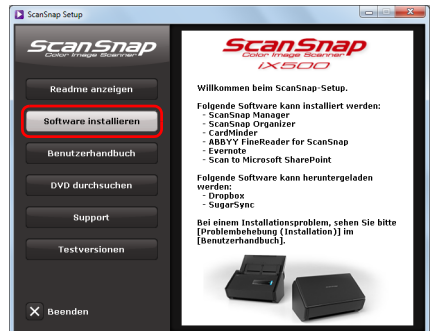 ScanSnap Setup
ScanSnap
Color Image Scanner
Readme anzeigen
Software installieren
Benutzerhandbuch
DVD durchsuchen
Support
Testversionen
Beenden
ScanSnap
Color Image Scanner
iX500
Willkommen beim ScanSnap-Setup.
Folgende Software kann installiert werden:
- ScanSnap Manager
- ScanSnap Organizer
- CardMinder
- ABBYY FineReader for ScanSnap
- Evernote
- Scan to Microsoft SharePoint
Folgende Software kann heruntergeladen
werden:
- Dropbox
- SugarSync
Bei einem Installationsproblem, sehen Sie bitte
[Problembehebung (Installation)] im
[Benutzerhandbuch].